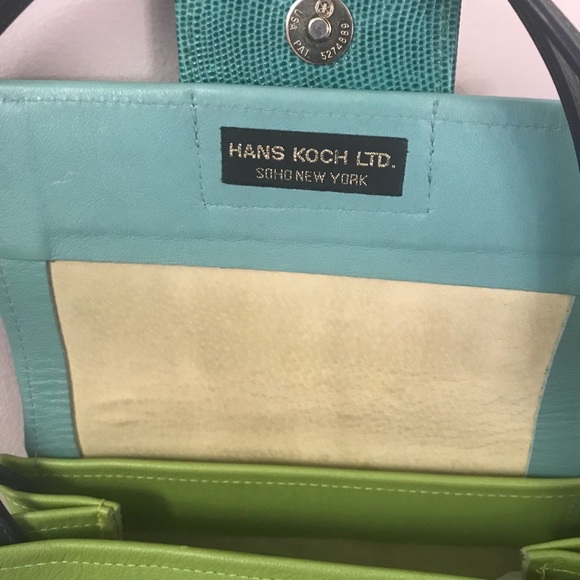 USA PAT. 5274889
HANS KOCH LTD.
SOHO NEW YORK